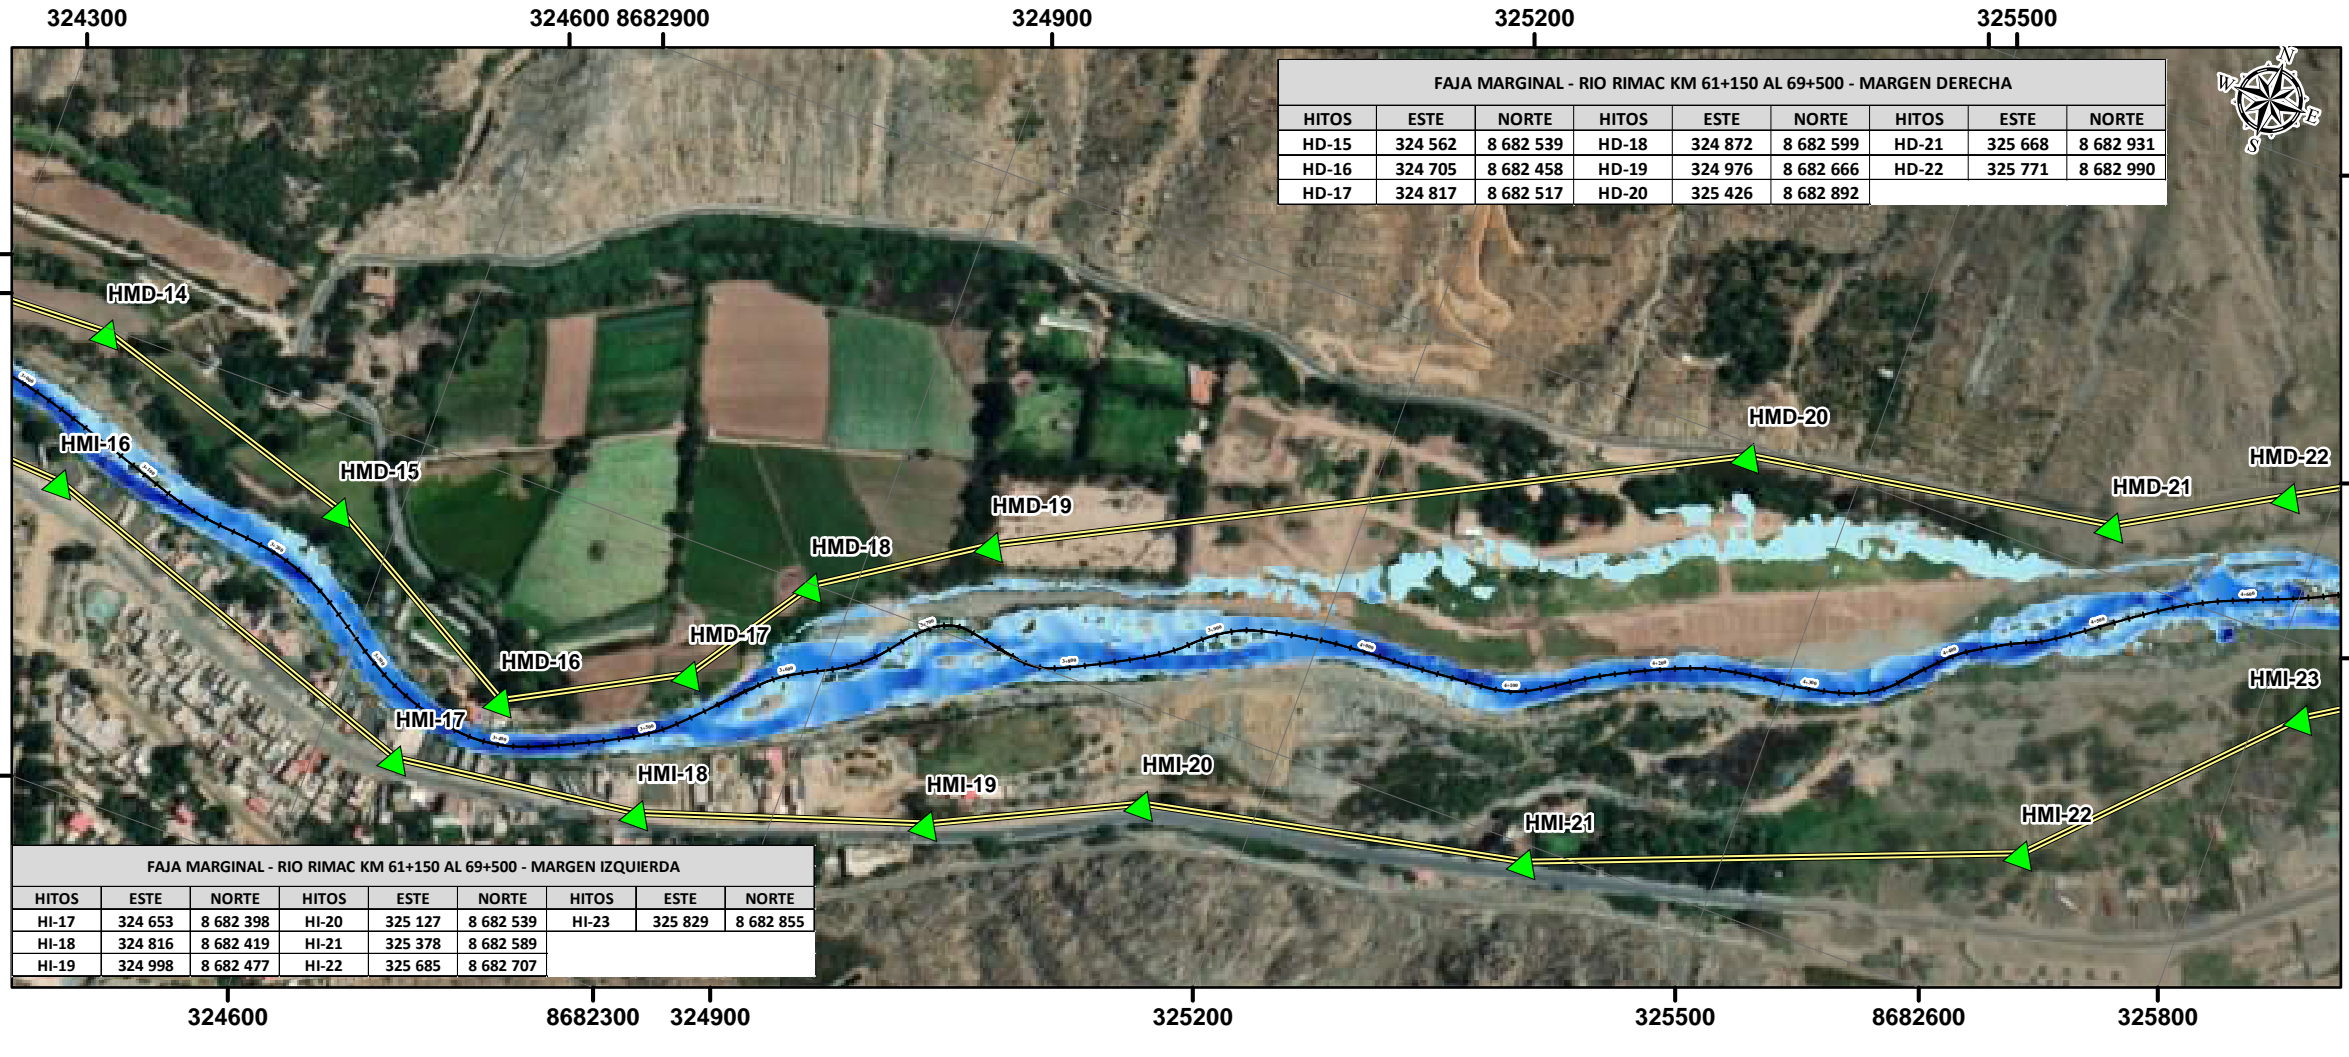 324300 324600 8682900 324900 325200 325500
FAJA MARGINAL - RIO RIMAC KM 61+150 AL 69+500 - MARGEN DERECHA
HITOS ESTE NORTE HITOS ESTE NORTE HITOS ESTE NORTE
HD-15 324 562 8 682 539 HD-18 324 872 8 682 599 HD-21 325 668 8 682 931
HD-16 324 705 8 682 458 HD-19 324 976 8 682 666 HD-22 325 771 8 682 990
HD-17 324 817 8 682 517 HD-20 325 426 8 682 892
N
W
E
S
HMD-14
HMD-20
HMI-16
HMD-15
HMD-22
HMD-21
HMD-19
HMD-18
HMD-17
HMD-16
HMI-23
HMI-17
HMI-18
HMI-20
HMI-19
HMI-21
HMI-22
FAJA MARGINAL - RIO RIMAC KM 61+150 AL 69+500 - MARGEN IZQUIERDA
HITOS ESTE NORTE HITOS ESTE NORTE HITOS ESTE NORTE
HI-17 324 653 8 682 398 HI-20 325 127 8 682 539 HI-23 325 829 8 682 855
HI-18 324 816 8 682 419 HI-21 325 378 8 682 589
HI-19 324 998 8 682 477 HI-22 325 685 8 682 707
324600 8682300 324900 325200 325500 8682600 325800